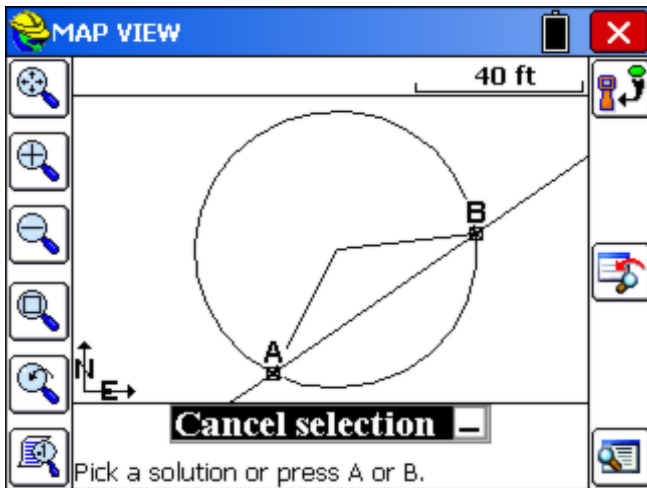 MAP VIEW
40 ft
B
A
N
E
Cancel selection
Pick a solution or press A or B.